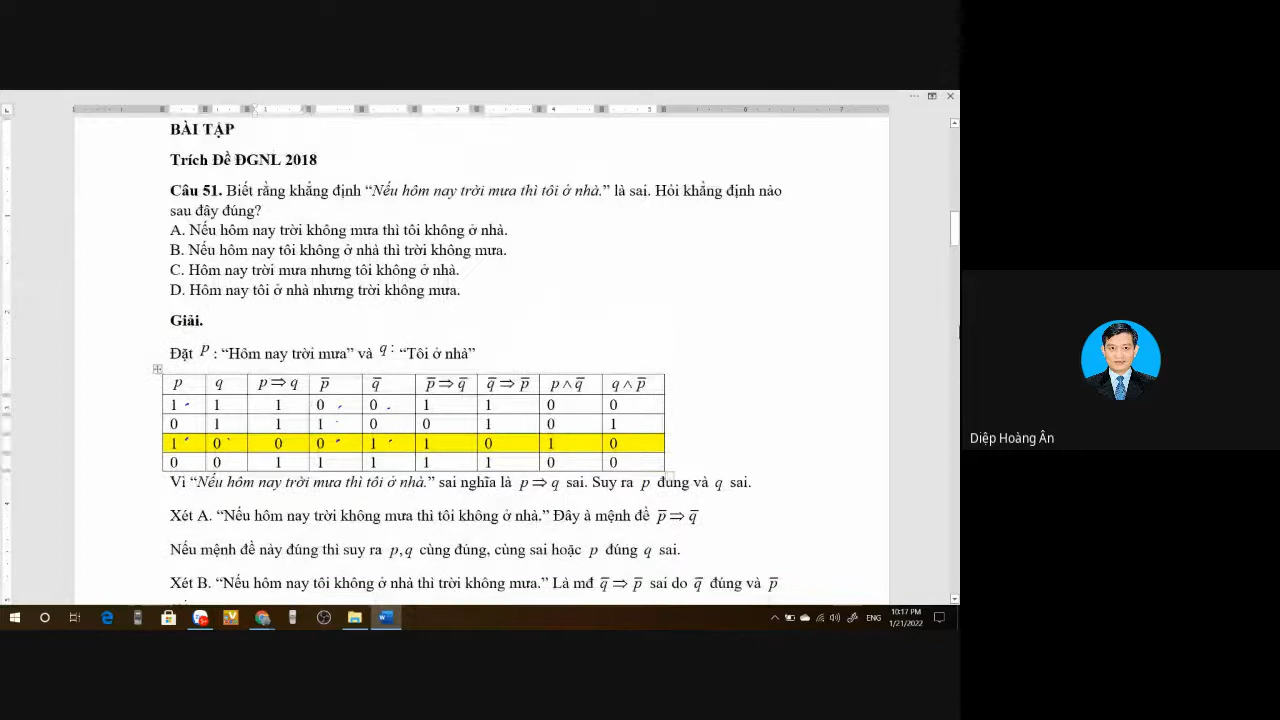 BÀI TẬP
Trích Đề ĐGNL 2018
Câu 51. Biết rằng khẳng định “Nếu hôm nay trời mưa thì tôi ở nhà.” là sai. Hỏi khẳng định nào
sau đây đúng?
A. Nếu hôm nay trời không mưa thì tôi không ở nhà.
B. Nếu hôm nay tôi không ở nhà thì trời không mưa.
C. Hôm nay trời mưa nhưng tôi không ở nhà.
D. Hôm nay tôi ở nhà nhưng trời không mưa.
Giải.
Đặt p : “Hôm nay trời mưa” và q : “Tôi ở nhà”
p q p ⇒ q p̅ q̅ p̅ ⇒ q̅ q̅ ⇒ p̅ p ∧ q̅ q ∧ p̅
1 1 1 0 0 1 1 0 0
0 1 1 1 0 0 1 0 1
1 0 0 0 1 1 0 1 0
0 0 1 1 1 1 1 0 0
Vì “Nếu hôm nay trời mưa thì tôi ở nhà.” sai nghĩa là p ⇒ q sai. Suy ra p đúng và q sai.
Xét A. “Nếu hôm nay trời không mưa thì tôi không ở nhà.” Đây à mệnh đề p̅ ⇒ q̅
Nếu mệnh đề này đúng thì suy ra p, q cùng đúng, cùng sai hoặc p đúng q sai.
Xét B. “Nếu hôm nay tôi không ở nhà thì trời không mưa.” Là mđ q̅ ⇒ p̅ sai do q̅ đúng và p̅
Diệp Hoàng Ân
ENG
10:17 PM
1/21/2022